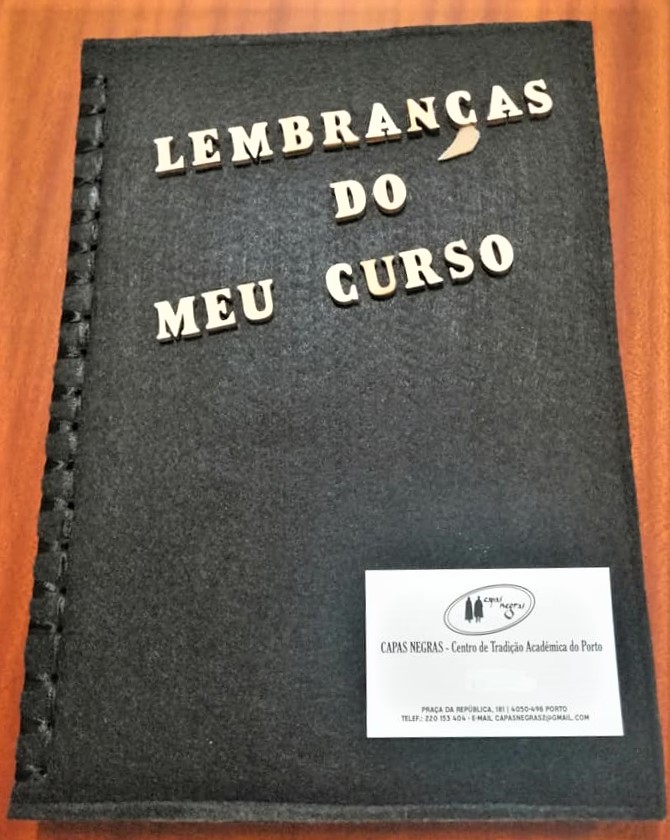 LEMBRANÇAS
DO
MEU CURSO
capas
negras
CAPAS NEGRAS - Centro de Tradição Académica do Porto
PRAÇA DA REPÚBLICA, 181 | 4050-498 PORTO
TELEF.: 220 153 404 - E-MAIL CAPASNEGRAS2@GMAIL.COM